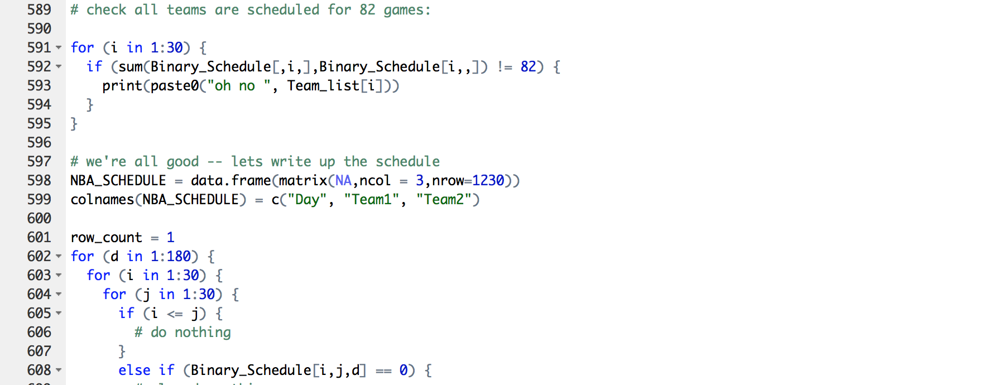 589 # check all teams are scheduled for 82 games:
590
591 for (i in 1:30) {
592 if (sum(Binary_Schedule[,i,],Binary_Schedule[i,,]) != 82) {
593 print(paste0("oh no ", Team_list[i]))
594 }
595 }
596
597 # we're all good -- lets write up the schedule
598 NBA_SCHEDULE = data.frame(matrix(NA,ncol = 3,nrow=1230))
599 colnames(NBA_SCHEDULE) = c("Day", "Team1", "Team2")
600
601 row_count = 1
602 for (d in 1:180) {
603 for (i in 1:30) {
604 for (j in 1:30) {
605 if (i <= j) {
606 # do nothing
607 }
608 else if (Binary_Schedule[i,j,d] == 0) {